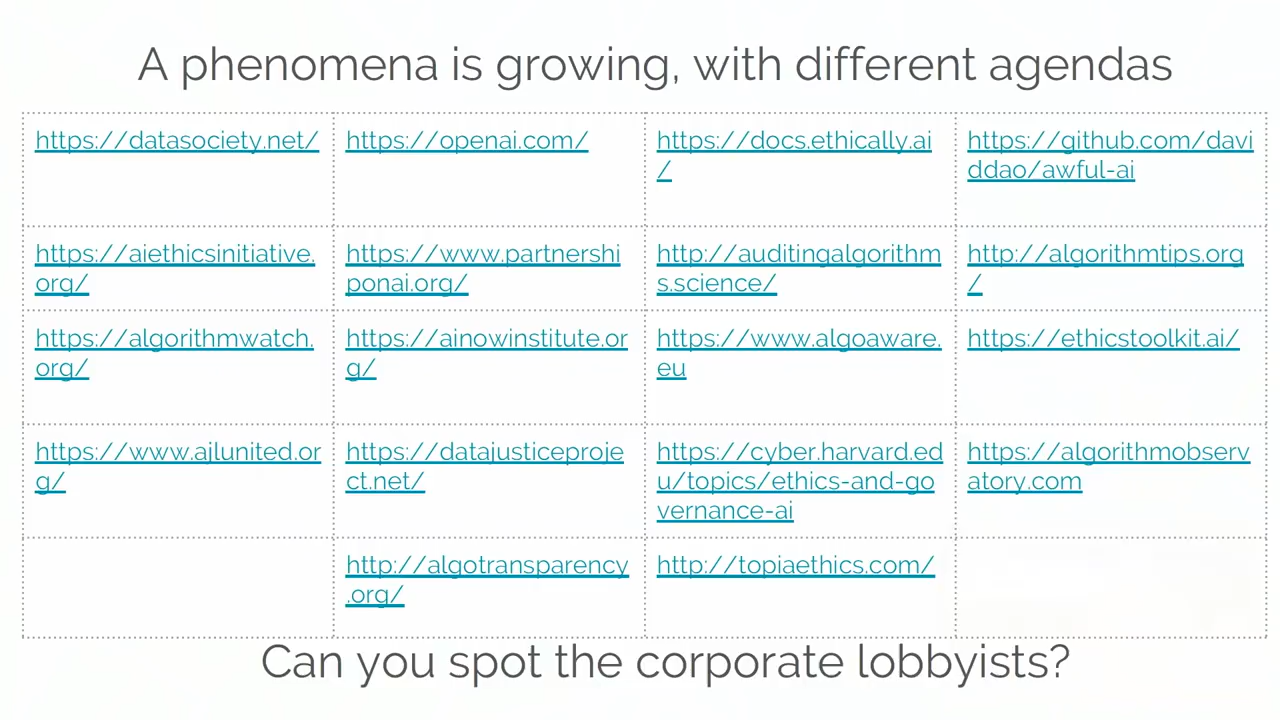 A phenomena is growing, with different agendas
https://datasociety.net/
https://openai.com/
https://docs.ethically.ai
/
https://github.com/davi
ddao/awful-ai
https://aiethicsinitiative.
org/
https://www.partnershi
ponai.org/
http://auditingalgorithm
s.science/
http://algorithmtips.org
/
https://algorithmwatch.
org/
https://ainowinstitute.or
g/
https://www.algoaware.
eu
https://ethicstoolkit.ai/
https://www.ajlunited.or
g/
https://datajusticeproje
ct.net/
https://cyber.harvard.ed
u/topics/ethics-and-go
vernance-ai
https://algorithmobserv
atory.com
http://algotransparency
.org/
http://topiaethics.com/
Can you spot the corporate lobbyists?